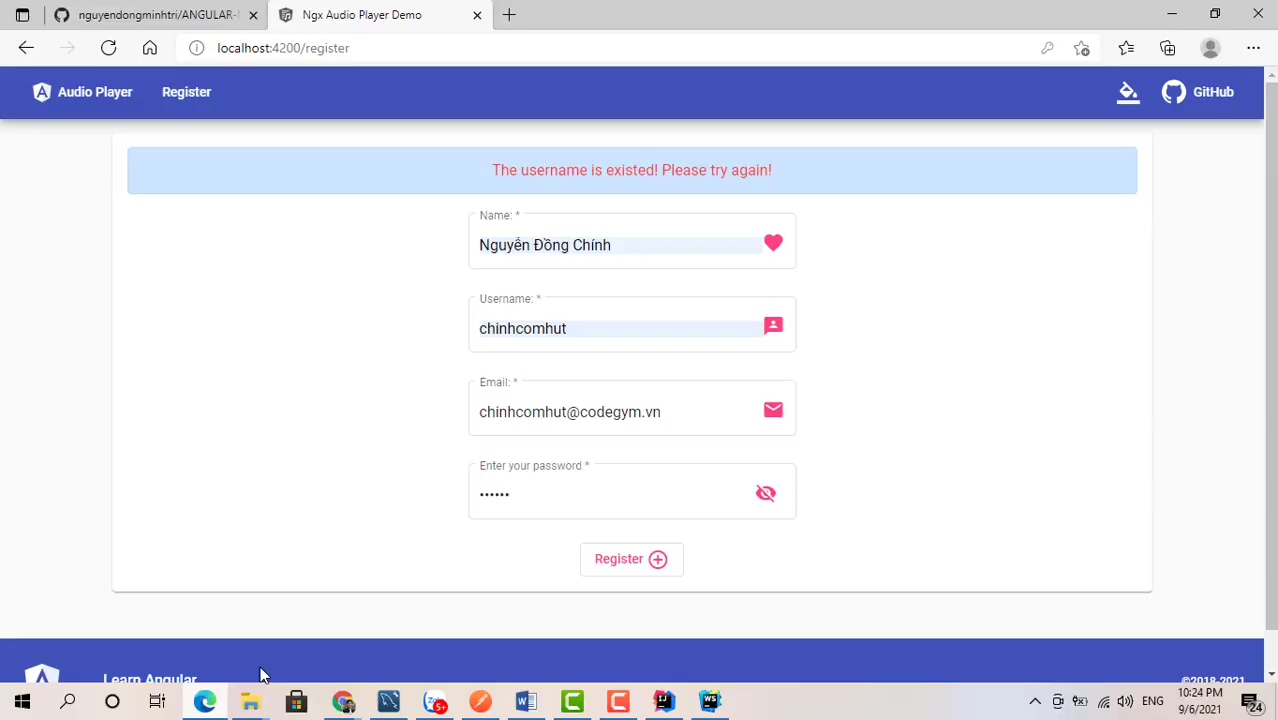 nguyendongminhtri/ANGULAR-
Ngx Audio Player Demo
localhost:4200/register
Audio Player
Register
GitHub
The username is existed! Please try again!
Name: *
Nguyễn Đồng Chính
Username: *
chinhcomhut
Email: *
chinhcomhut@codegym.vn
Enter your password *
••••••
Register
Learn Angular
©2018-2021
5+
ENG
10:24 PM
9/6/2021
24